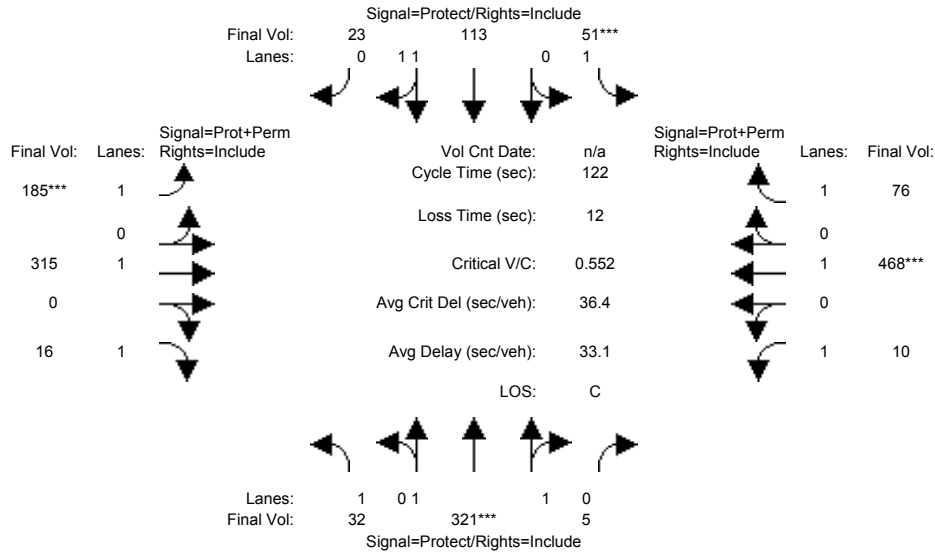 Signal=Protect/Rights=Include
Final Vol: 23 113 51***
Lanes: 0 1 1 0 1
Signal=Prot+Perm Signal=Prot+Perm
Final Vol: Lanes: Rights=Include Vol Cnt Date: n/a Rights=Include Lanes: Final Vol:
Cycle Time (sec): 122
185*** 1 1 76
Loss Time (sec): 12
0 0
315 1 Critical V/C: 0.552 1 468***
0 0 Avg Crit Del (sec/veh): 36.4 0
16 1 Avg Delay (sec/veh): 33.1 1 10
LOS: C
Lanes: 1 0 1 1 0
Final Vol: 32 321*** 5
Signal=Protect/Rights=Include